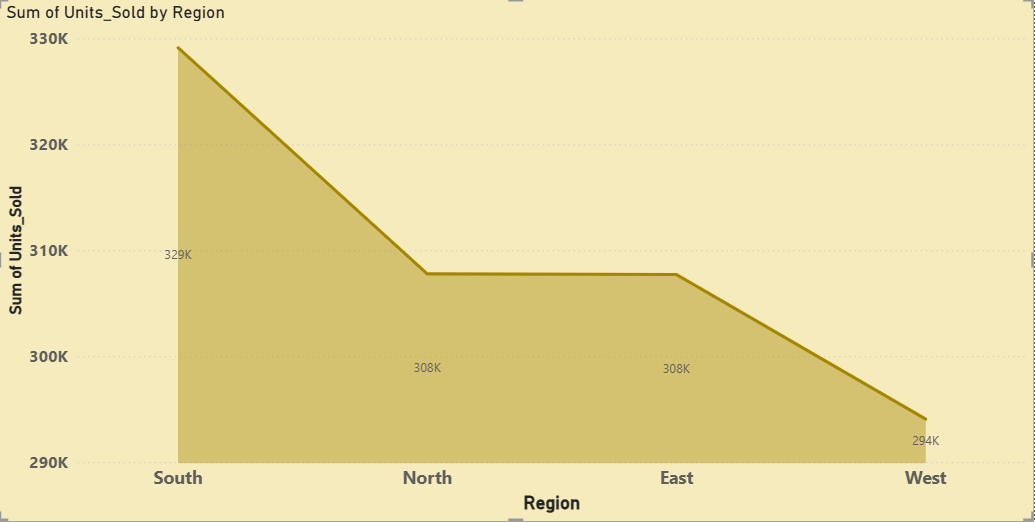 Sum of Units_Sold by Region
330K
320K
310K
300K
290K
Sum of Units_Sold
329K
308K
308K
294K
South North East West
Region